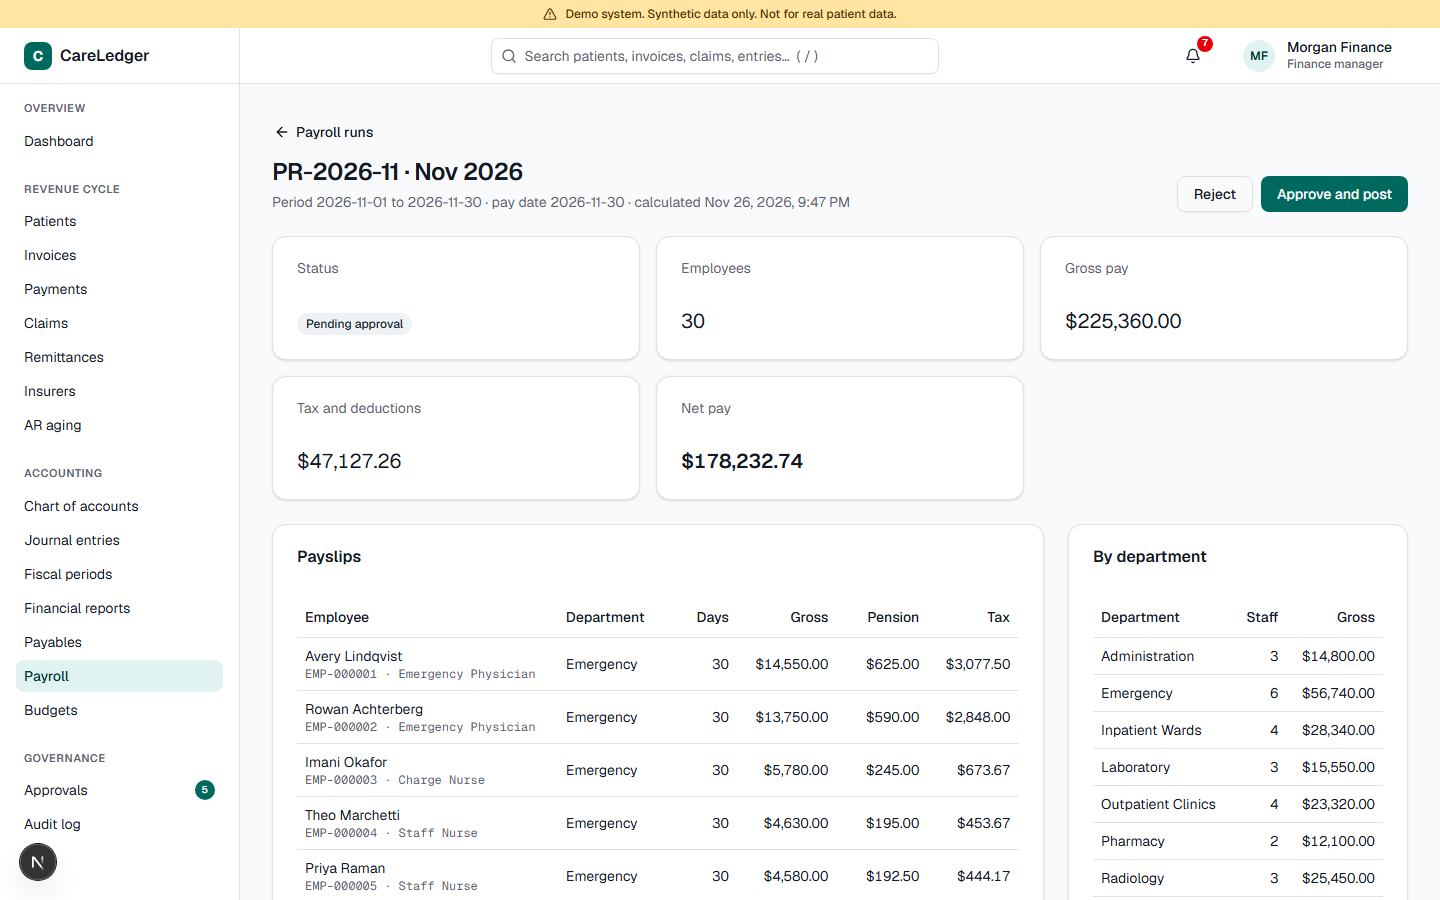 Demo system. Synthetic data only. Not for real patient data.
C CareLedger
Search patients, invoices, claims, entries... ( / )
7
MF
Morgan Finance
Finance manager
OVERVIEW
Dashboard
REVENUE CYCLE
Patients
Invoices
Payments
Claims
Remittances
Insurers
AR aging
ACCOUNTING
Chart of accounts
Journal entries
Fiscal periods
Financial reports
Payables
Payroll
Budgets
GOVERNANCE
Approvals 5
Audit log
N
Payroll runs
PR-2026-11 · Nov 2026
Period 2026-11-01 to 2026-11-30 · pay date 2026-11-30 · calculated Nov 26, 2026, 9:47 PM
Reject
Approve and post
Status
Pending approval
Employees
30
Gross pay
$225,360.00
Tax and deductions
$47,127.26
Net pay
$178,232.74
Payslips
Employee Department Days Gross Pension Tax
Avery Lindqvist
EMP-000001 · Emergency Physician
Emergency 30 $14,550.00 $625.00 $3,077.50
Rowan Achterberg
EMP-000002 · Emergency Physician
Emergency 30 $13,750.00 $590.00 $2,848.00
Imani Okafor
EMP-000003 · Charge Nurse
Emergency 30 $5,780.00 $245.00 $673.67
Theo Marchetti
EMP-000004 · Staff Nurse
Emergency 30 $4,630.00 $195.00 $453.67
Priya Raman
EMP-000005 · Staff Nurse
Emergency 30 $4,580.00 $192.50 $444.17
By department
Department Staff Gross
Administration 3 $14,800.00
Emergency 6 $56,740.00
Inpatient Wards 4 $28,340.00
Laboratory 3 $15,550.00
Outpatient Clinics 4 $23,320.00
Pharmacy 2 $12,100.00
Radiology 3 $25,450.00